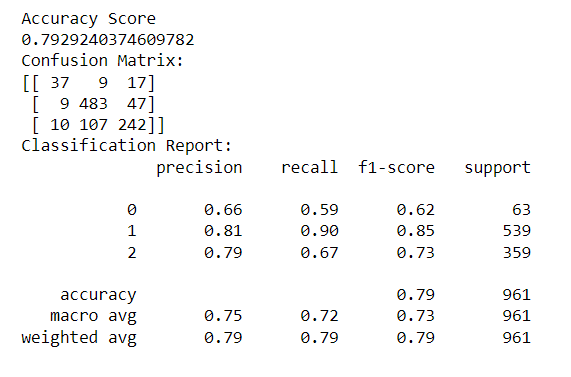 Accuracy Score
0.7929240374609782
Confusion Matrix:
[[ 37   9  17]
 [  9 483  47]
 [ 10 107 242]]
Classification Report:
              precision    recall  f1-score   support

           0       0.66      0.59      0.62        63
           1       0.81      0.90      0.85       539
           2       0.79      0.67      0.73       359

    accuracy                           0.79       961
   macro avg       0.75      0.72      0.73       961
weighted avg       0.79      0.79      0.79       961